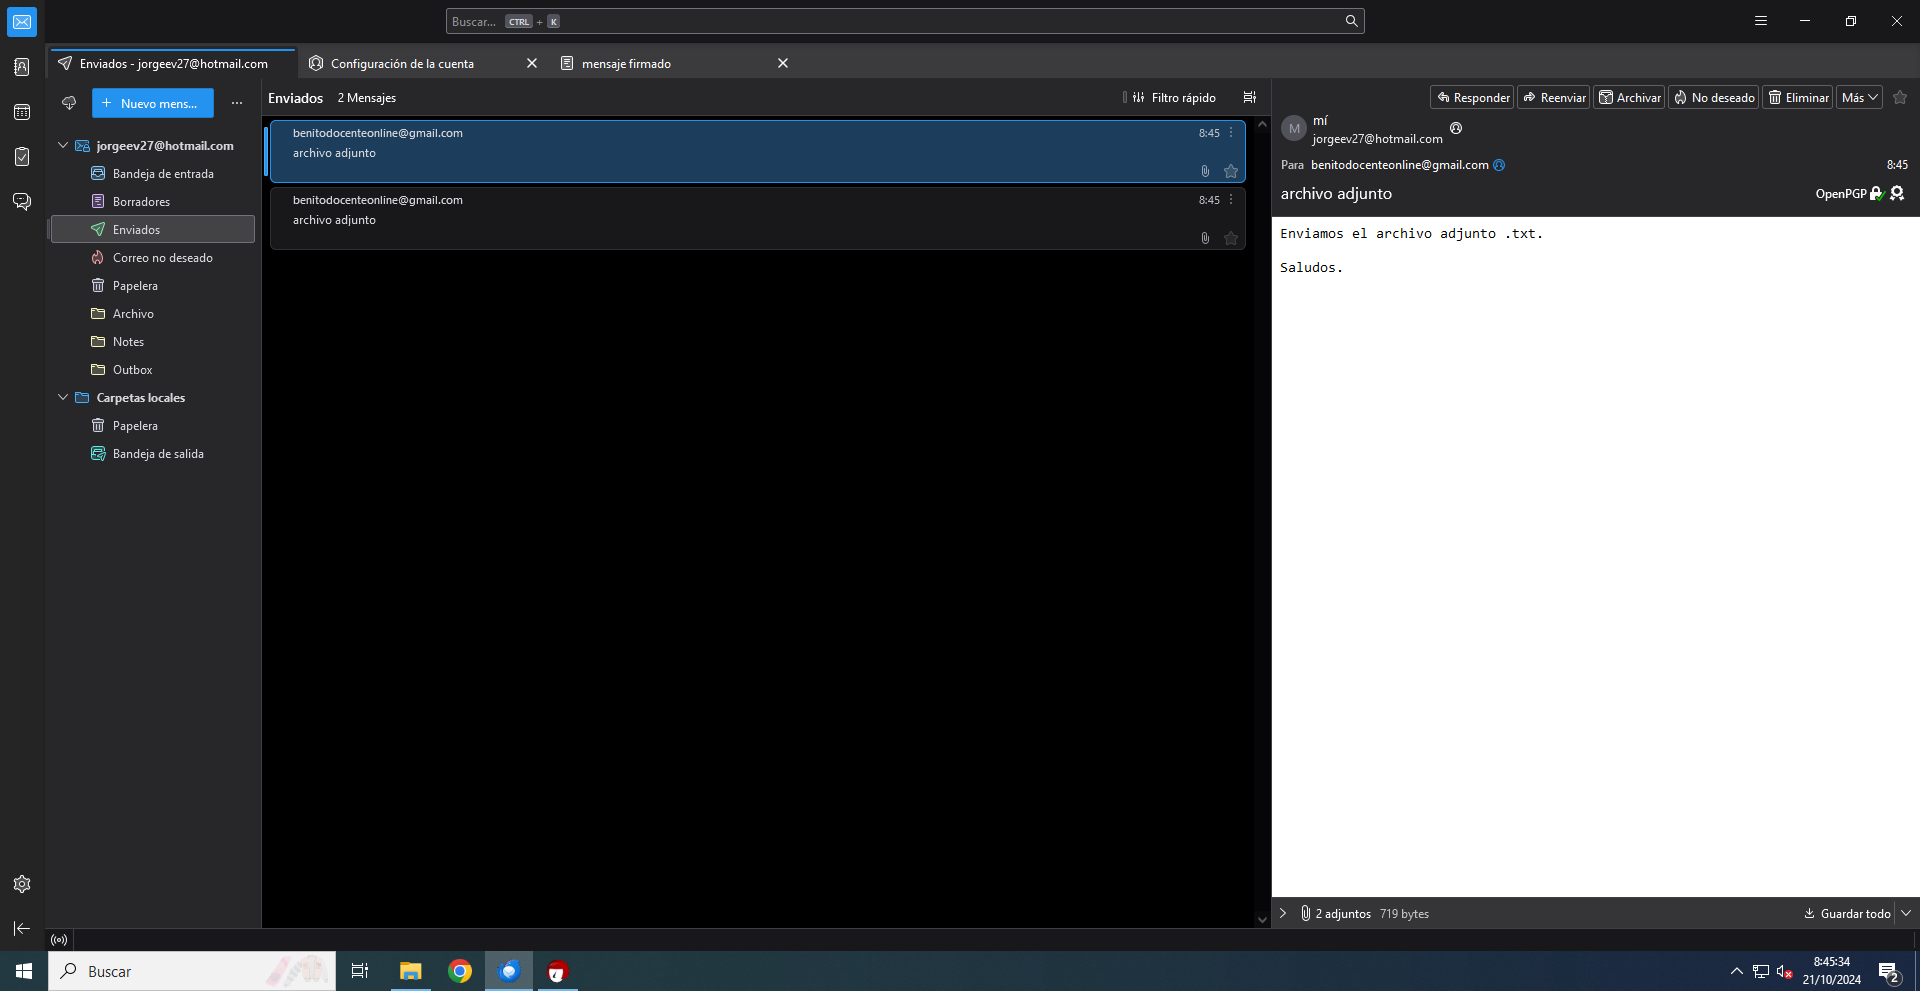 Buscar... CTRL + K
Enviados - jorgeev27@hotmail.com
Configuración de la cuenta
mensaje firmado
+ Nuevo mens...
jorgeev27@hotmail.com
Bandeja de entrada
Borradores
Enviados
Correo no deseado
Papelera
Archivo
Notes
Outbox
Carpetas locales
Papelera
Bandeja de salida
Enviados 2 Mensajes Filtro rápido
benitodocenteonline@gmail.com 8:45
archivo adjunto
benitodocenteonline@gmail.com 8:45
archivo adjunto
Responder Reenviar Archivar No deseado Eliminar Más
M
mí
jorgeev27@hotmail.com
Para benitodocenteonline@gmail.com 8:45
archivo adjunto OpenPGP
Enviamos el archivo adjunto .txt.
Saludos.
2 adjuntos 719 bytes Guardar todo
Buscar
8:45:34
21/10/2024
2